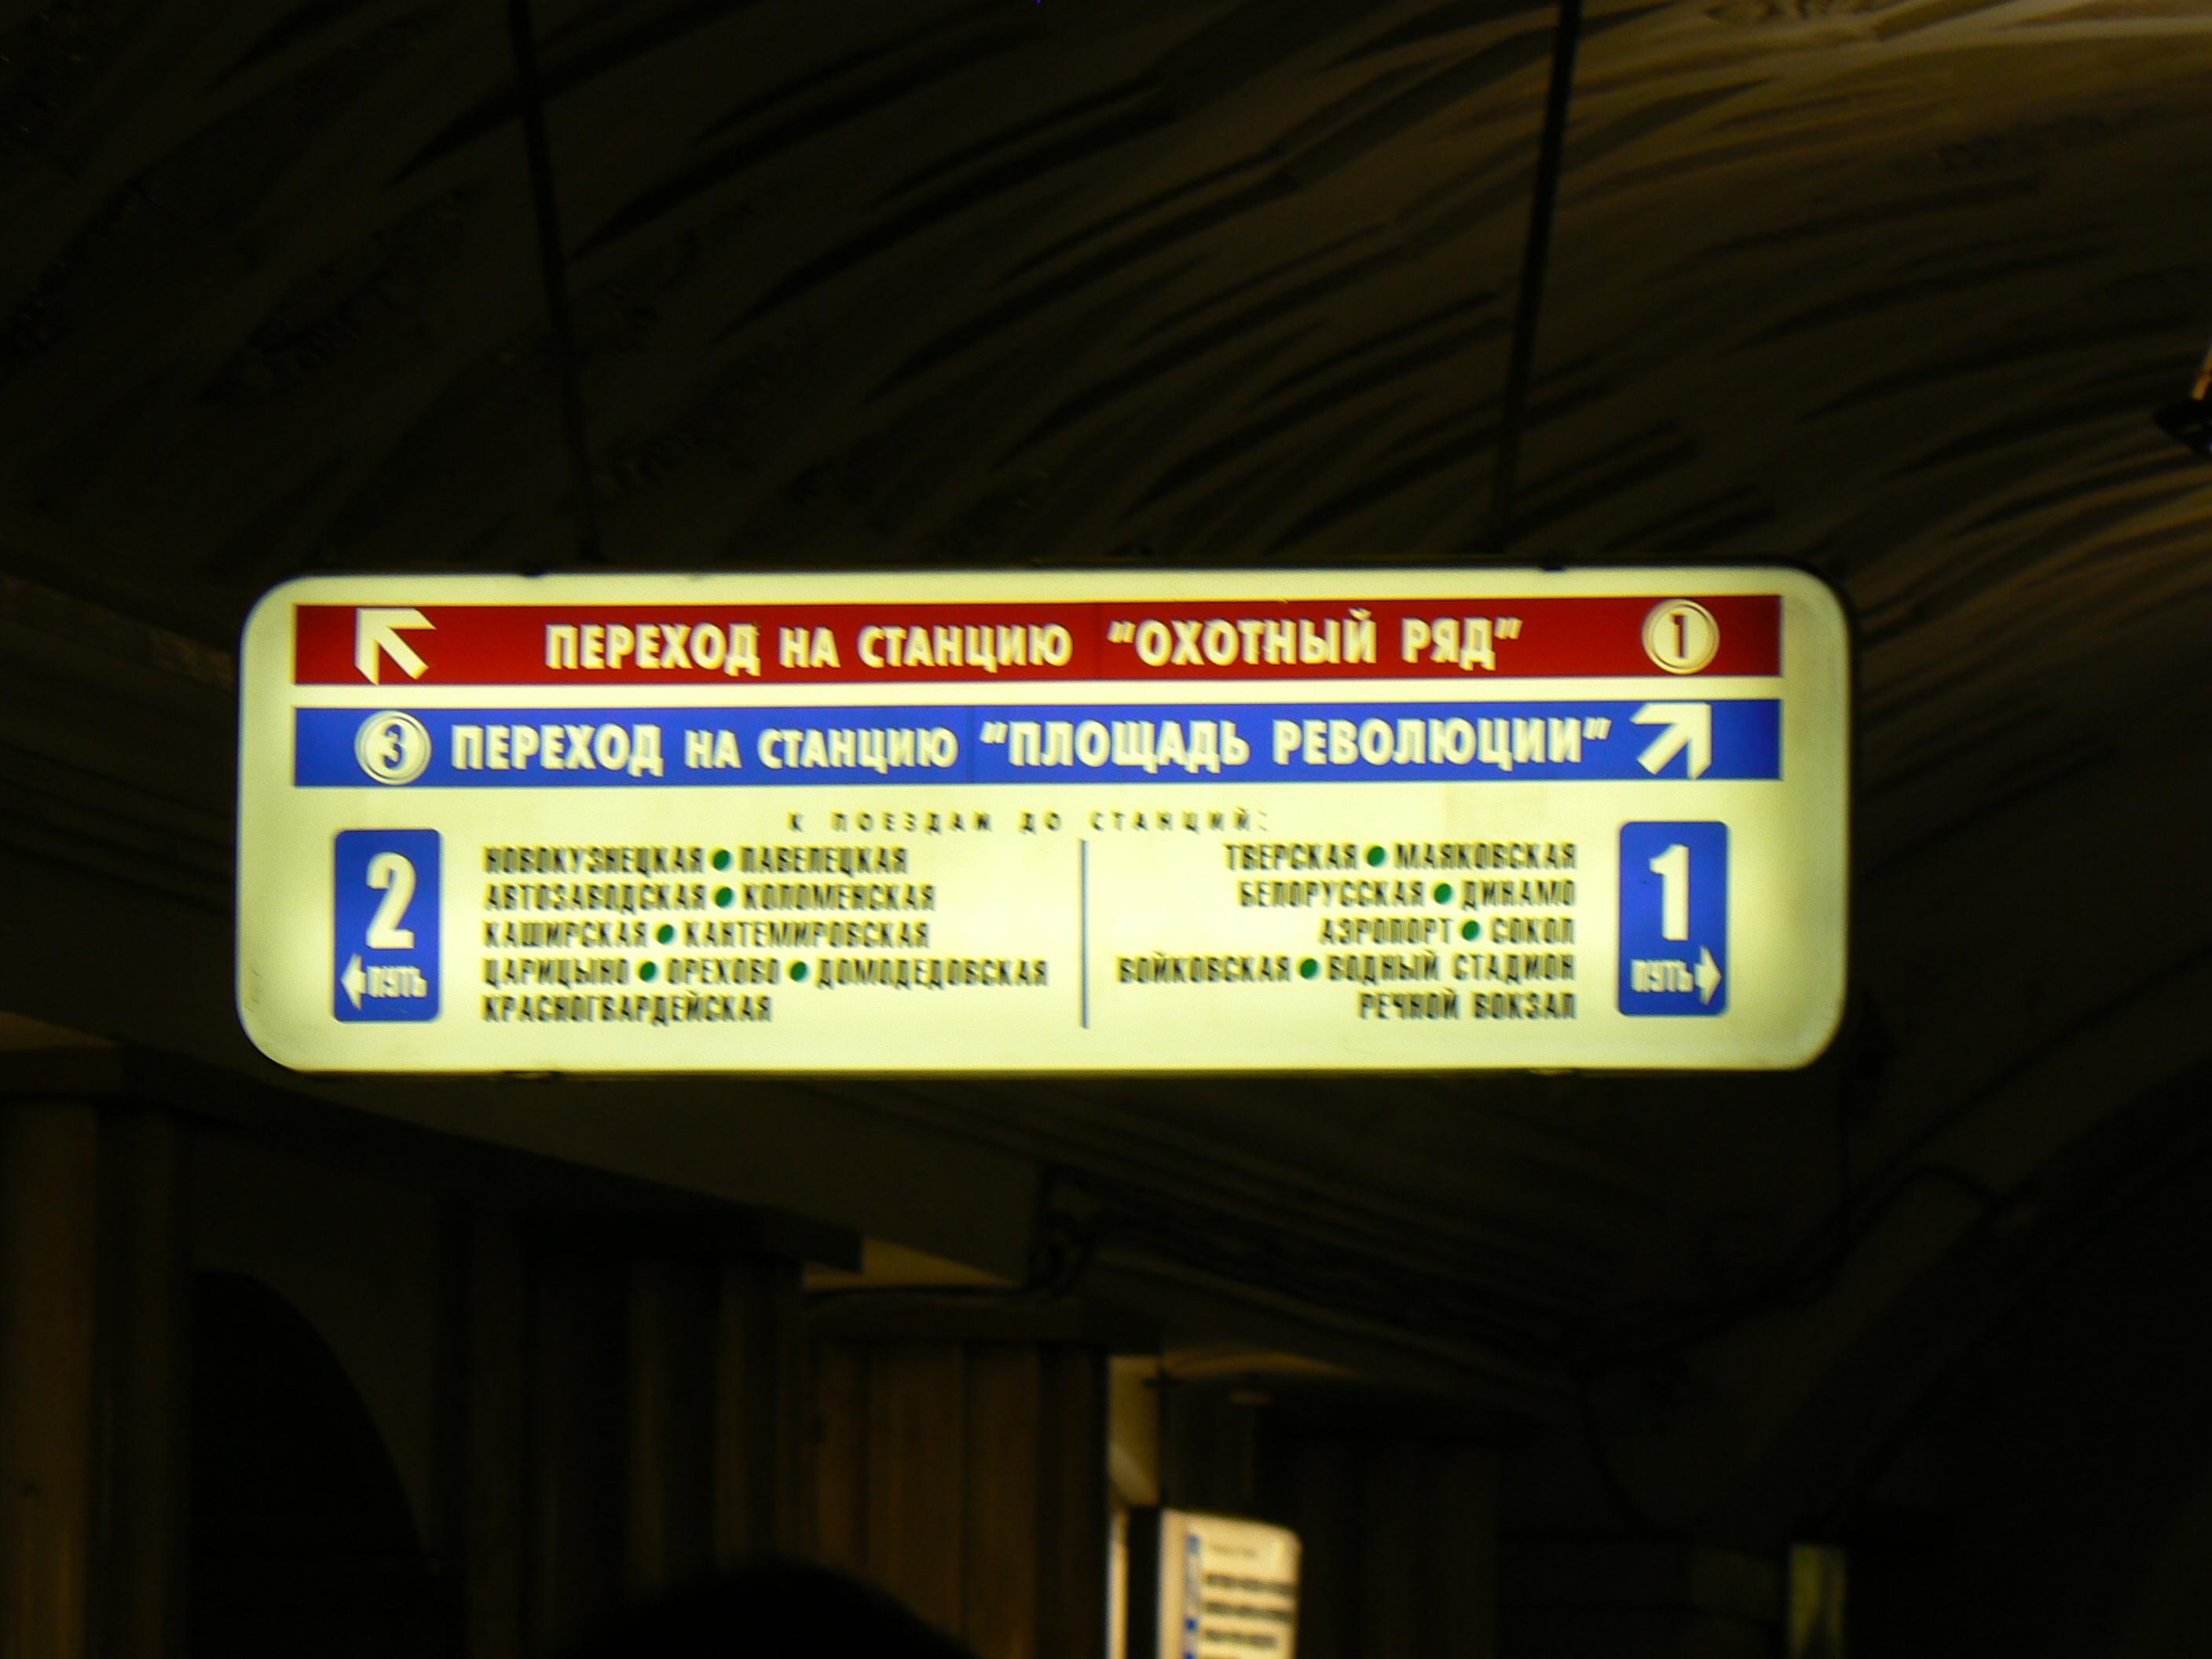 ПЕРЕХОД НА СТАНЦИЮ "ОХОТНЫЙ РЯД" 1
3 ПЕРЕХОД НА СТАНЦИЮ "ПЛОЩАДЬ РЕВОЛЮЦИИ"
К ПОЕЗДАМ ДО СТАНЦИЙ:
2
ПУТЬ
НОВОКУЗНЕЦКАЯ ● ПАВЕЛЕЦКАЯ
АВТОЗАВОДСКАЯ ● КОЛОМЕНСКАЯ
КАШИРСКАЯ ● КАНТЕМИРОВСКАЯ
ЦАРИЦЫНО ● ОРЕХОВО ● ДОМОДЕДОВСКАЯ
КРАСНОГВАРДЕЙСКАЯ
ТВЕРСКАЯ ● МАЯКОВСКАЯ
БЕЛОРУССКАЯ ● ДИНАМО
АЭРОПОРТ ● СОКОЛ
ВОЙКОВСКАЯ ● ВОДНЫЙ СТАДИОН
РЕЧНОЙ ВОКЗАЛ
1
ПУТЬ